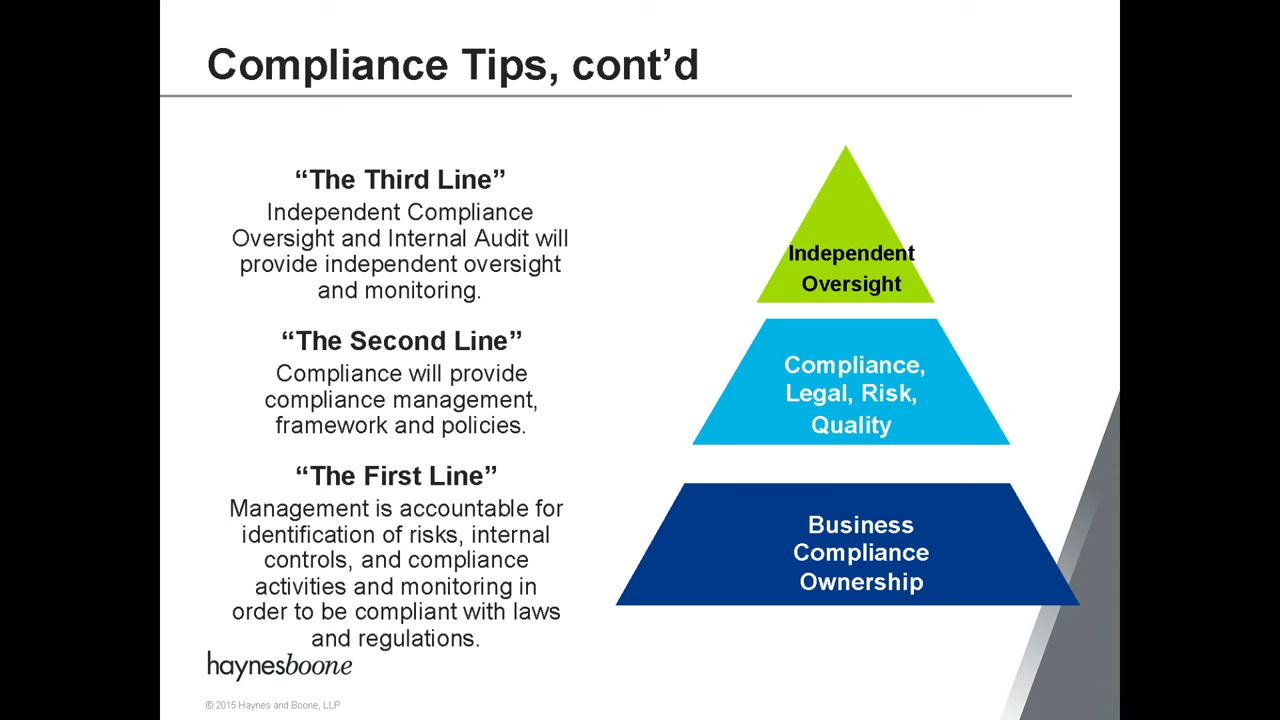 Compliance Tips, cont’d
“The Third Line”
Independent Compliance
Oversight and Internal Audit will
provide independent oversight
and monitoring.
“The Second Line”
Compliance will provide
compliance management,
framework and policies.
“The First Line”
Management is accountable for
identification of risks, internal
controls, and compliance
activities and monitoring in
order to be compliant with laws
and regulations.
Independent
Oversight
Compliance,
Legal, Risk,
Quality
Business
Compliance
Ownership
haynesboone
© 2015 Haynes and Boone, LLP